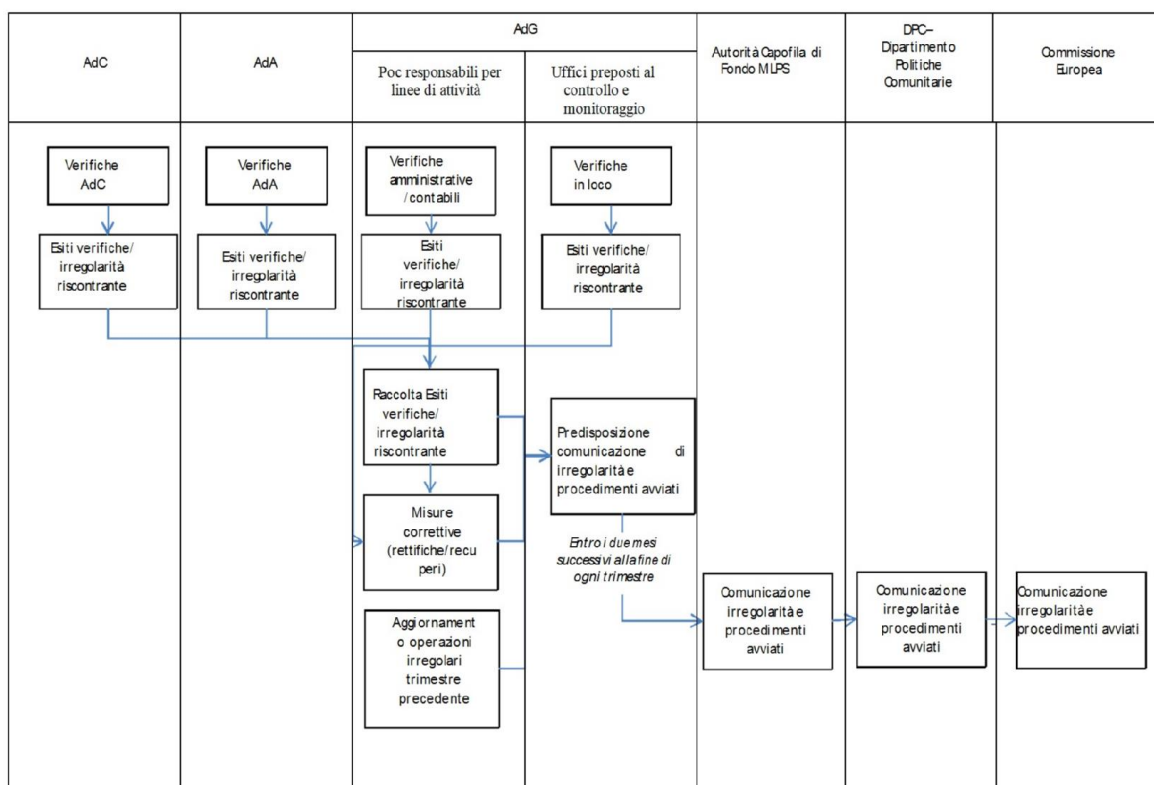 AdC
AdA
AdG
Poc responsabili per
linee di attività
Uffici preposti al
controllo e
monitoraggio
Autorità Capofila di
Fondo MLPS
DPC–
Dipartimento
Politiche
Comunitarie
Commissione
Europea
Verifiche
AdC
Verifiche
AdA
Verifiche
amministrative
/contabili
Verifiche
in loco
Esiti verifiche/
irregolarità
riscontrante
Esiti verifiche/
irregolarità
riscontrante
Esiti
verifiche/
irregolarità
riscontrante
Esiti verifiche/
irregolarità
riscontrante
Raccolta Esiti
verifiche/
irregolarità
riscontrante
Predisposizione
comunicazione di
irregolarità e
procedimenti avviati
Misure
correttive
(rettifiche/recu
peri)
Entro i due mesi
successivi alla fine di
ogni trimestre
Aggiornament
o operazioni
irregolari
trimestre
precedente
Comunicazione
irregolarità e
procedimenti
avviati
Comunicazione
irregolarità e
procedimenti
avviati
Comunicazione
irregolarità e
procedimenti avviati